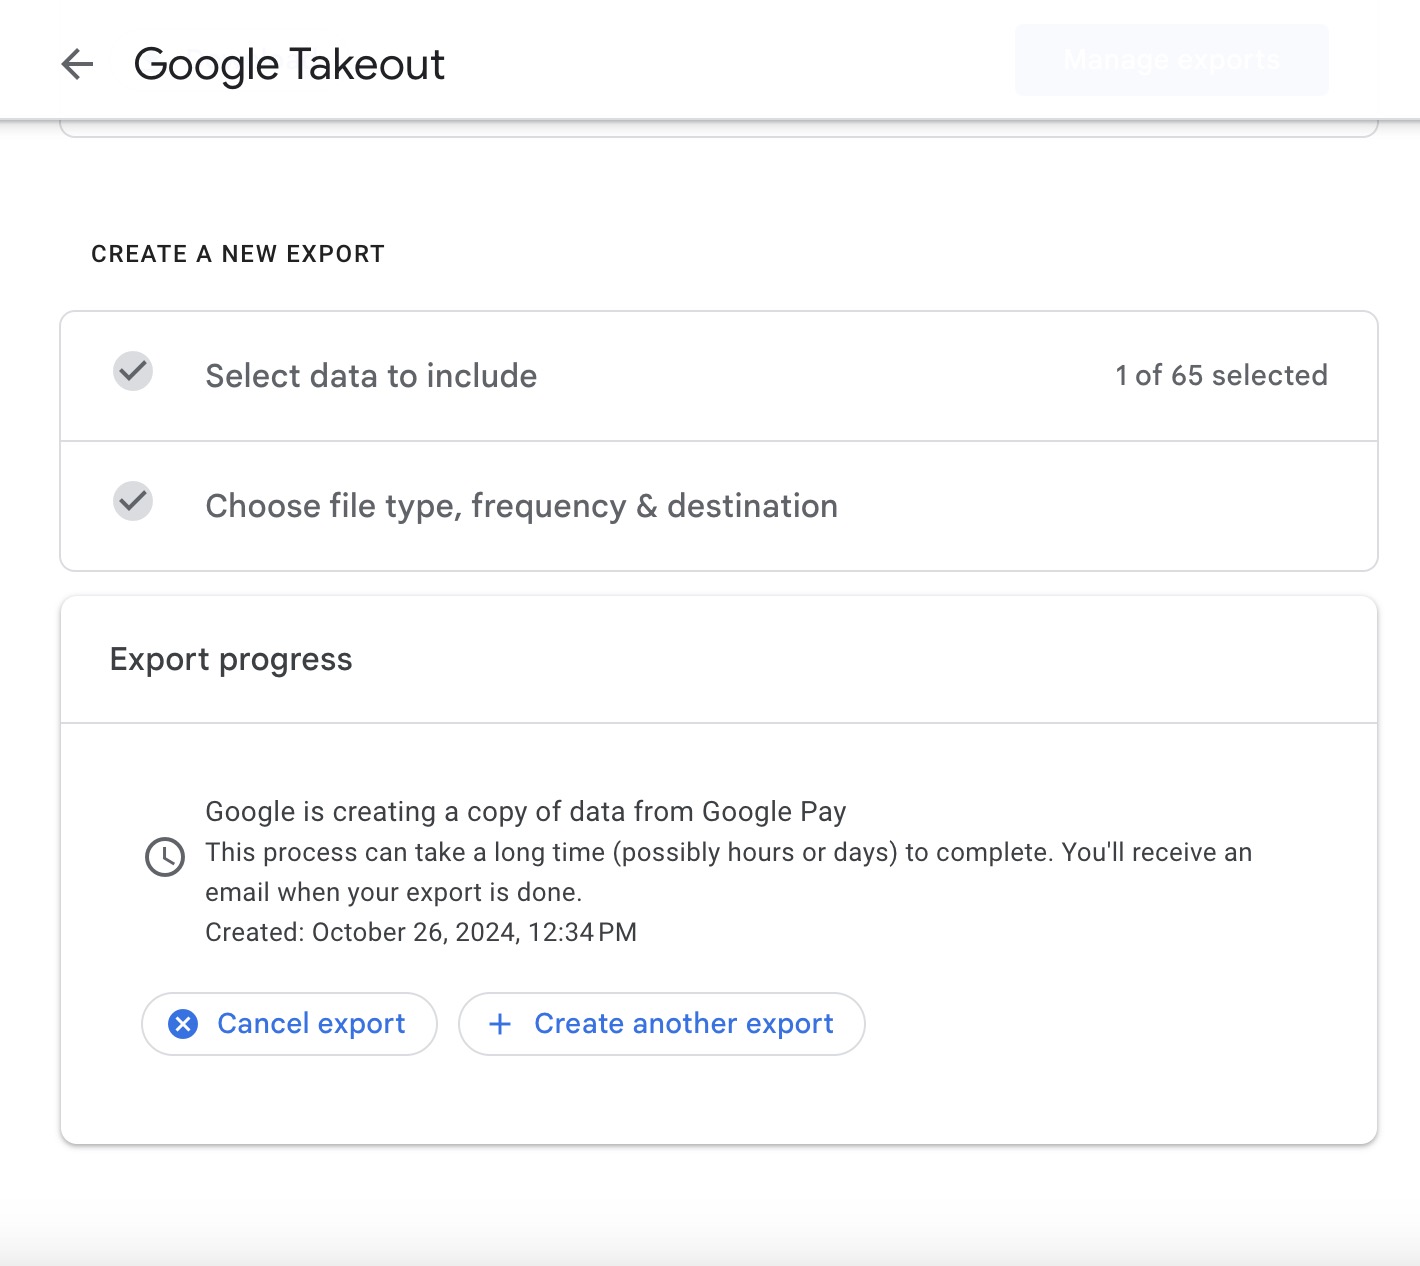 Google Takeout
Manage exports
CREATE A NEW EXPORT
Select data to include
1 of 65 selected
Choose file type, frequency & destination
Export progress
Google is creating a copy of data from Google Pay
This process can take a long time (possibly hours or days) to complete. You'll receive an
email when your export is done.
Created: October 26, 2024, 12:34 PM
Cancel export
Create another export